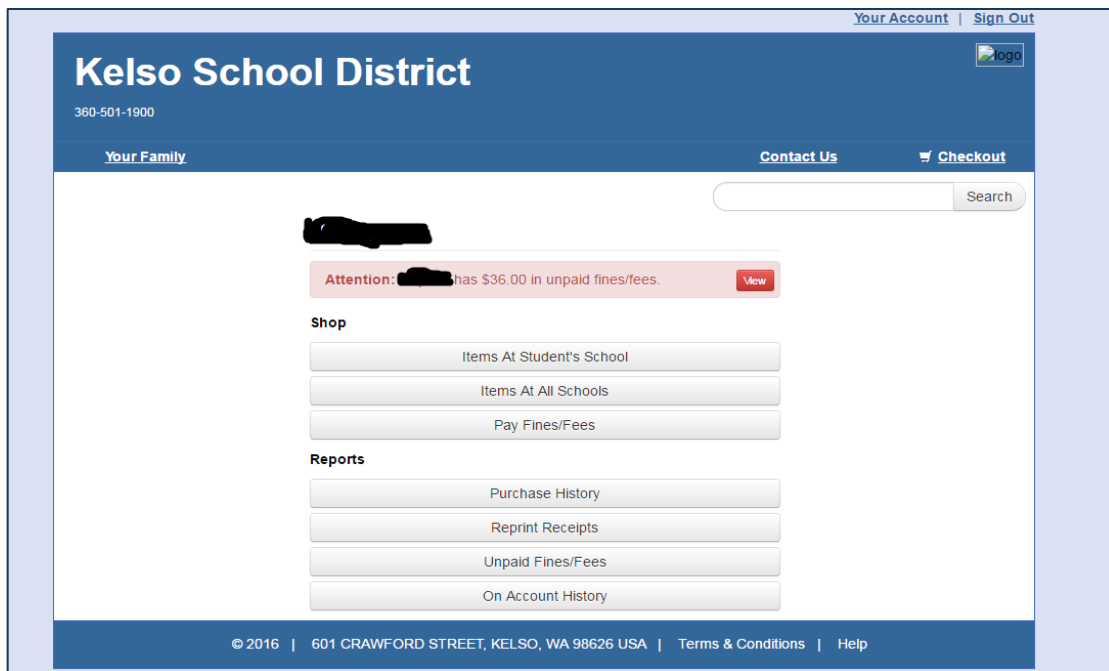 Your Account | Sign Out
Kelso School District
logo
360-501-1900
Your Family Contact Us Checkout
Search
Attention: has $36.00 in unpaid fines/fees. View
Shop
Items At Student's School
Items At All Schools
Pay Fines/Fees
Reports
Purchase History
Reprint Receipts
Unpaid Fines/Fees
On Account History
© 2016 | 601 CRAWFORD STREET, KELSO, WA 98626 USA | Terms & Conditions | Help